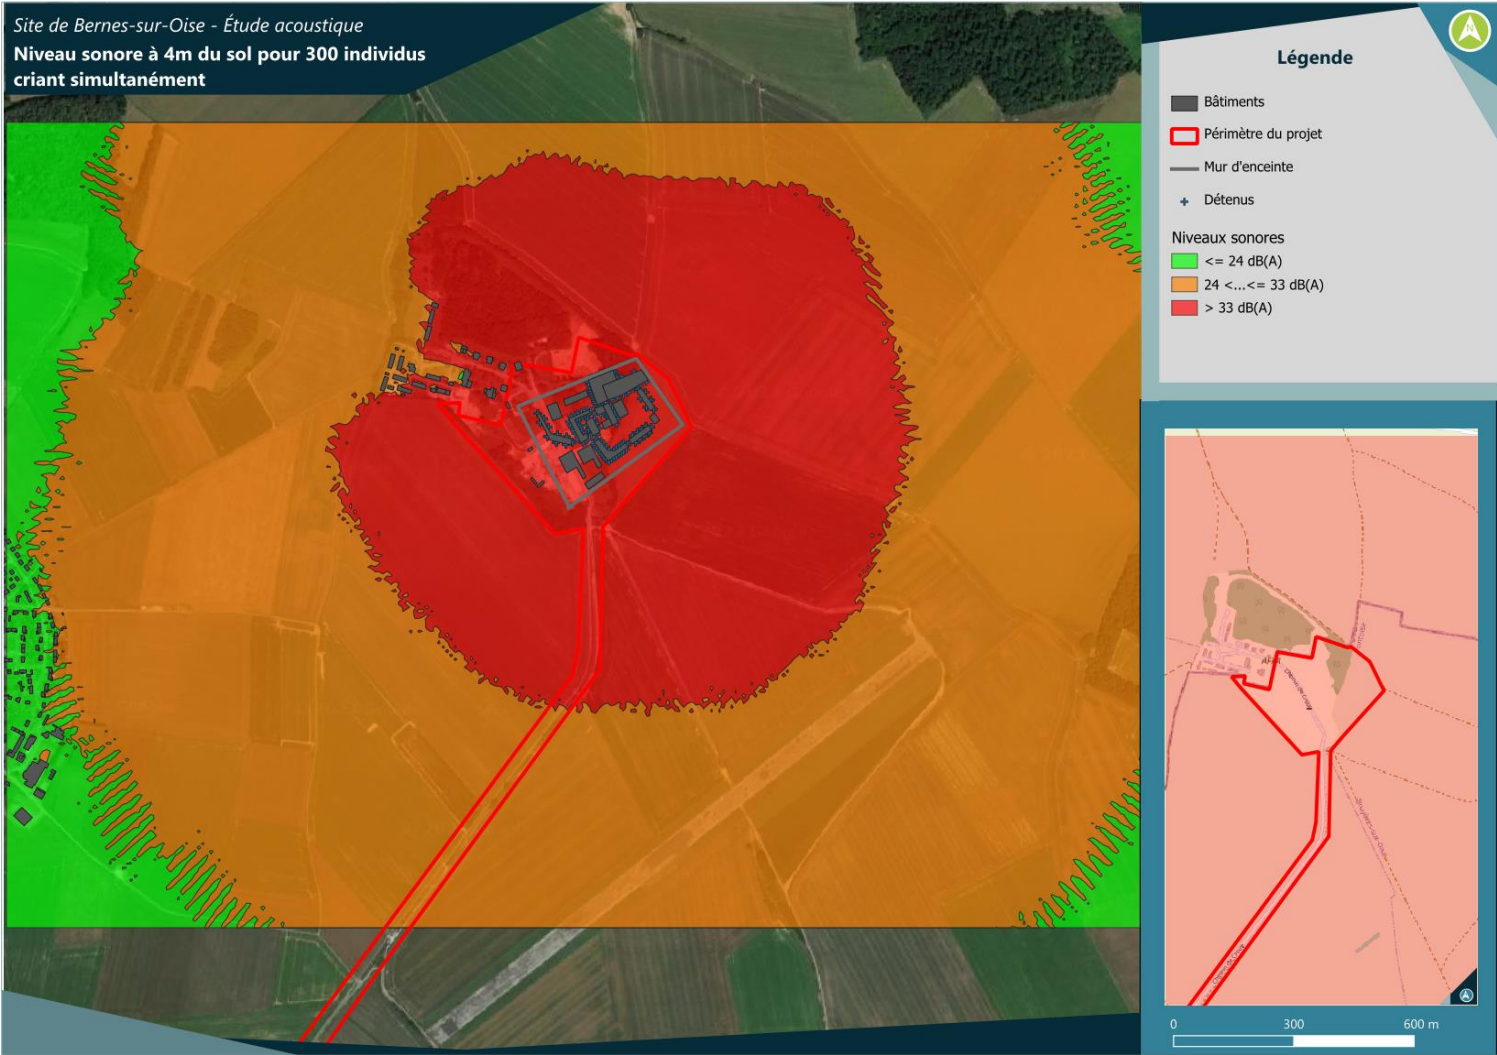 Site de Bernes-sur-Oise - Étude acoustique
Niveau sonore à 4m du sol pour 300 individus
criant simultanément
Légende
Bâtiments
Périmètre du projet
Mur d'enceinte
Détenus
Niveaux sonores
<= 24 dB(A)
24 <...<= 33 dB(A)
> 33 dB(A)
0 300 600 m